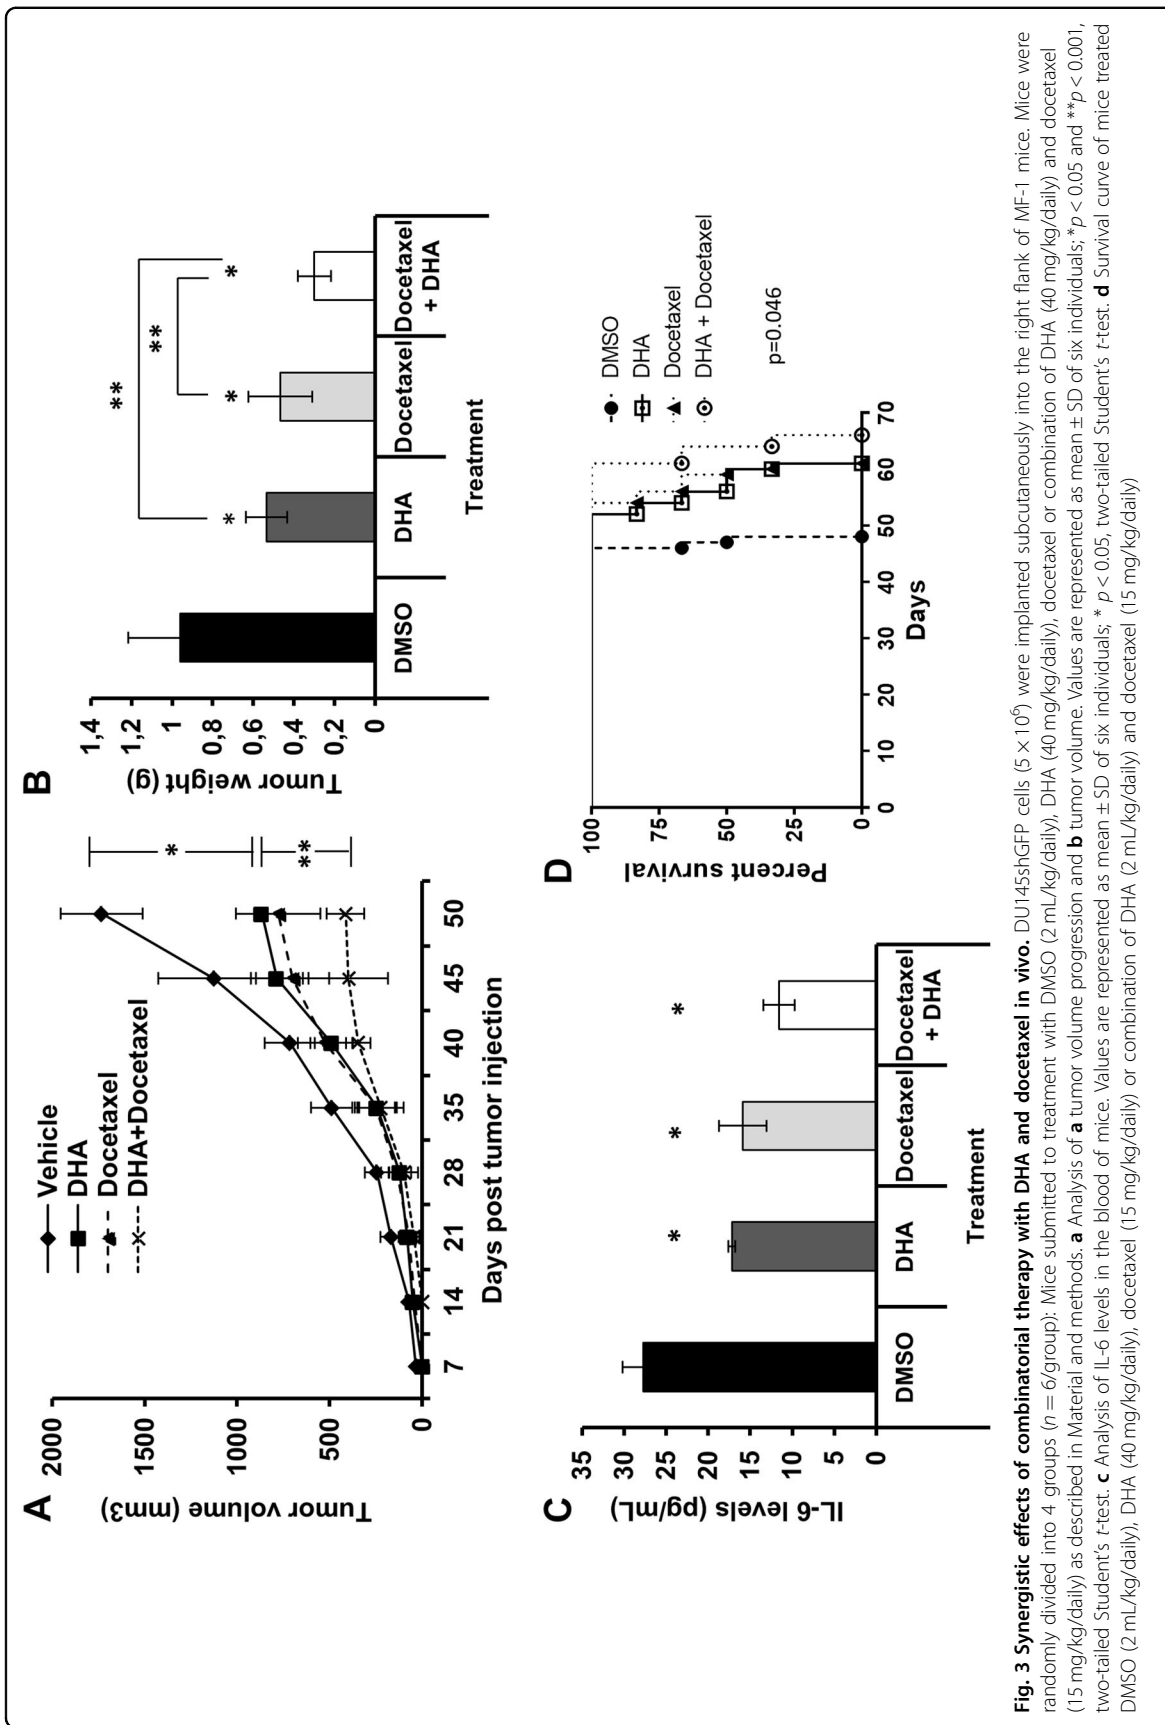 A
Tumor volume (mm3)
2000
1500
1000
500
0
Vehicle
DHA
Docetaxel
DHA+Docetaxel
*
**
7 14 21 28 35 40 45 50
Days post tumor injection
B
Tumor weight (g)
1,4
1,2
1
0,8
0,6
0,4
0,2
0
**
**
* * *
DMSO DHA Docetaxel Docetaxel
+ DHA
Treatment
C
IL-6 levels (pg/mL)
35
30
25
20
15
10
5
0
* * *
DMSO DHA Docetaxel Docetaxel
+ DHA
Treatment
D
Percent survival
100
75
50
25
0
0 10 20 30 40 50 60 70
Days
DMSO
DHA
Docetaxel
DHA + Docetaxel
p=0.046
Fig. 3 Synergistic effects of combinatorial therapy with DHA and docetaxel in vivo. DU145shGFP cells (5 × 10⁶) were implanted subcutaneously into the right flank of MF-1 mice. Mice were
randomly divided into 4 groups (n = 6/group): Mice submitted to treatment with DMSO (2 mL/kg/daily), DHA (40 mg/kg/daily), docetaxel or combination of DHA (40 mg/kg/daily) and docetaxel
(15 mg/kg/daily) as described in Material and methods. a Analysis of a tumor volume progression and b tumor volume. Values are represented as mean ± SD of six individuals; *p < 0.05 and **p < 0.001,
two-tailed Student's t-test. c Analysis of IL-6 levels in the blood of mice. Values are represented as mean ± SD of six individuals; * p < 0.05, two-tailed Student's t-test. d Survival curve of mice treated
DMSO (2 mL/kg/daily), DHA (40 mg/kg/daily), docetaxel (15 mg/kg/daily) or combination of DHA (2 mL/kg/daily) and docetaxel (15 mg/kg/daily)